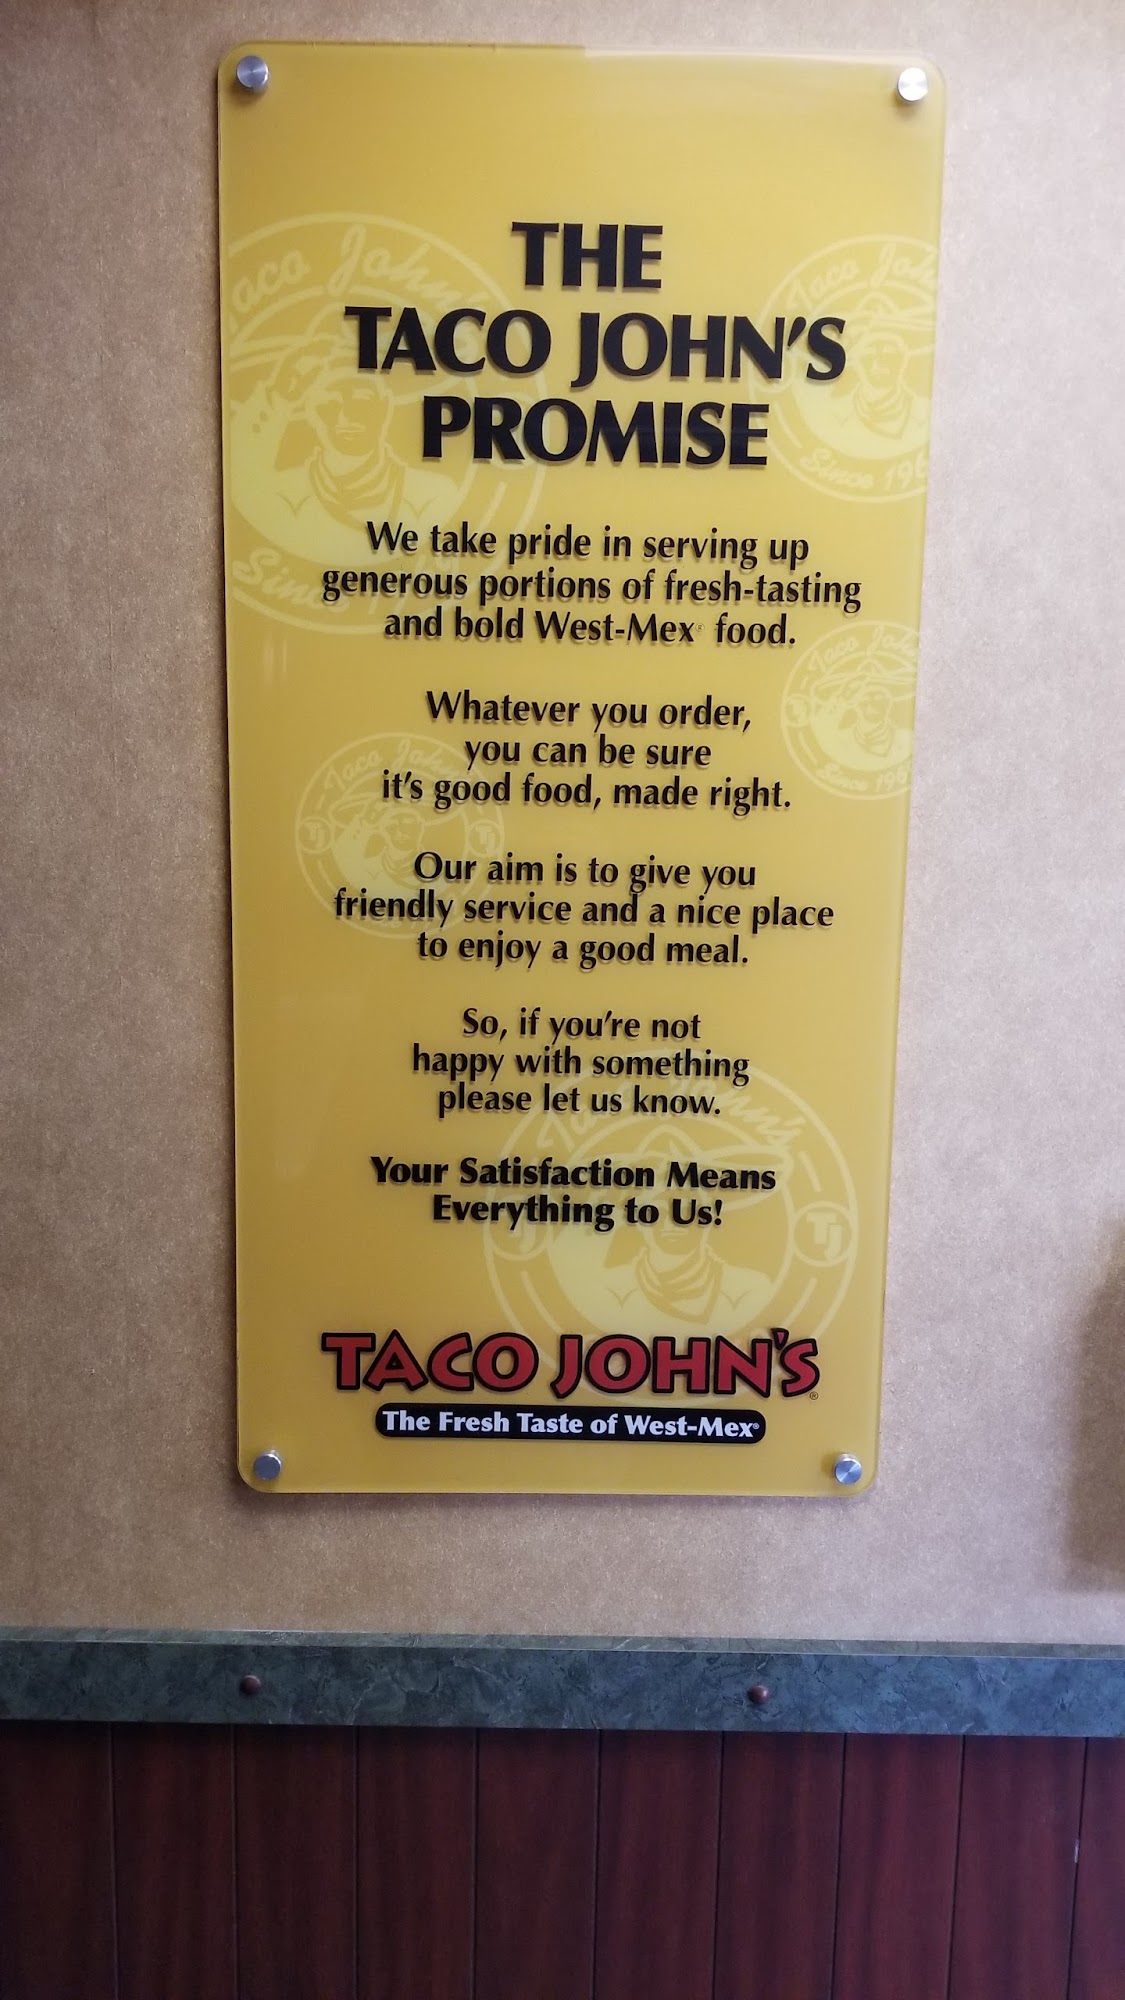 THE
TACO JOHN'S
PROMISE
We take pride in serving up
generous portions of fresh-tasting
and bold West-Mex® food.
Whatever you order,
you can be sure
it's good food, made right.
Our aim is to give you
friendly service and a nice place
to enjoy a good meal.
So, if you're not
happy with something
please let us know.
Your Satisfaction Means
Everything to Us!
TACO JOHN'S®
The Fresh Taste of West-Mex®